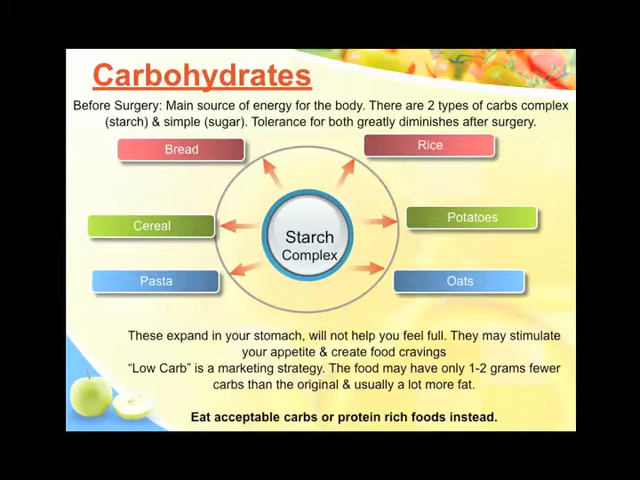 Carbohydrates
Before Surgery: Main source of energy for the body. There are 2 types of carbs complex
(starch) & simple (sugar). Tolerance for both greatly diminishes after surgery.
Bread
Rice
Cereal
Potatoes
Starch
Complex
Pasta
Oats
These expand in your stomach, will not help you feel full. They may stimulate
your appetite & create food cravings
“Low Carb” is a marketing strategy. The food may have only 1-2 grams fewer
carbs than the original & usually a lot more fat.
Eat acceptable carbs or protein rich foods instead.